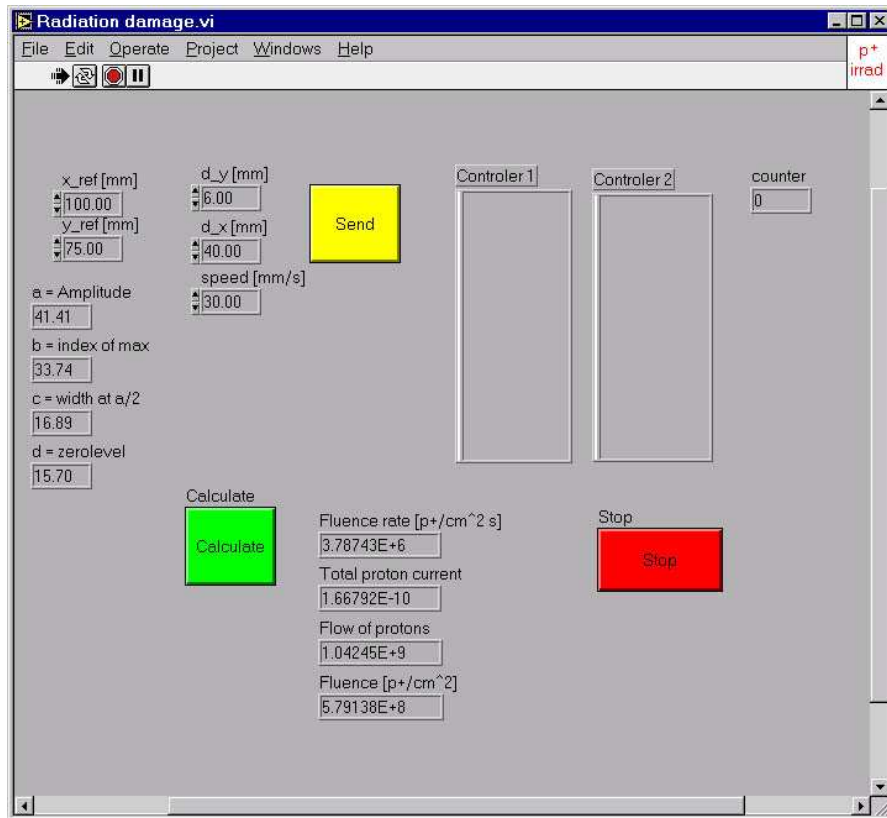 Radiation damage.vi
File Edit Operate Project Windows Help
p+
irrad
x_ref [mm]
100.00
y_ref [mm]
75.00
d_y [mm]
6.00
d_x [mm]
40.00
speed [mm/s]
30.00
Send
Controler 1
Controler 2
counter
0
a = Amplitude
41.41
b = index of max
33.74
c = width at a/2
16.89
d = zerolevel
15.70
Calculate
Calculate
Fluence rate [p+/cm^2 s]
3.78743E+6
Total proton current
1.66792E-10
Flow of protons
1.04245E+9
Fluence [p+/cm^2]
5.79138E+8
Stop
Stop